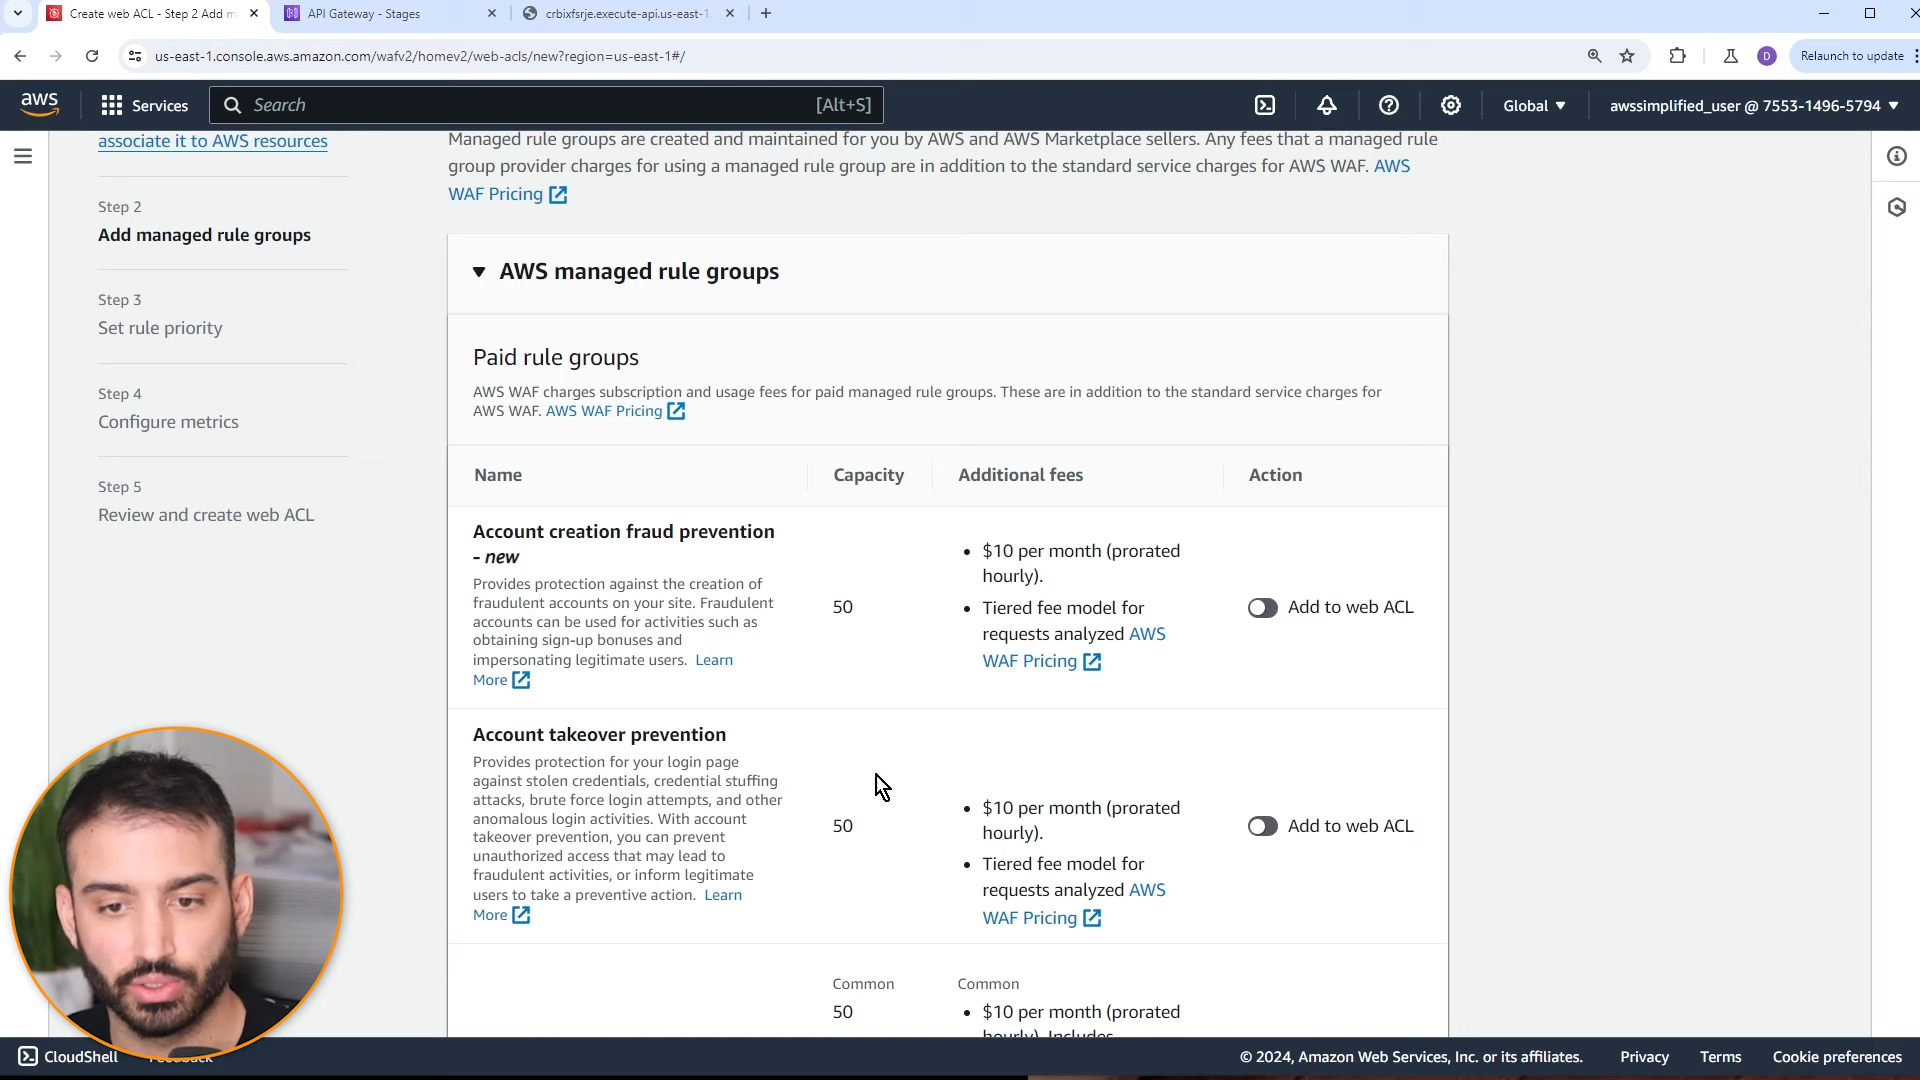 Create web ACL - Step 2 Add m
API Gateway - Stages
crbixfsrje.execute-api.us-east-1
us-east-1.console.aws.amazon.com/wafv2/homev2/web-acls/new?region=us-east-1#/
Relaunch to update
aws
Services
Search
[Alt+S]
Global
awssimplified_user @ 7553-1496-5794
associate it to AWS resources
Step 2
Add managed rule groups
Step 3
Set rule priority
Step 4
Configure metrics
Step 5
Review and create web ACL
Managed rule groups are created and maintained for you by AWS and AWS Marketplace sellers. Any fees that a managed rule
group provider charges for using a managed rule group are in addition to the standard service charges for AWS WAF. AWS
WAF Pricing
AWS managed rule groups
Paid rule groups
AWS WAF charges subscription and usage fees for paid managed rule groups. These are in addition to the standard service charges for
AWS WAF. AWS WAF Pricing
Name
Capacity
Additional fees
Action
Account creation fraud prevention
- new
Provides protection against the creation of
fraudulent accounts on your site. Fraudulent
accounts can be used for activities such as
obtaining sign-up bonuses and
impersonating legitimate users. Learn
More
50
• $10 per month (prorated
hourly).
• Tiered fee model for
requests analyzed AWS
WAF Pricing
Add to web ACL
Account takeover prevention
Provides protection for your login page
against stolen credentials, credential stuffing
attacks, brute force login attempts, and other
anomalous login activities. With account
takeover prevention, you can prevent
unauthorized access that may lead to
fraudulent activities, or inform legitimate
users to take a preventive action. Learn
More
50
• $10 per month (prorated
hourly).
• Tiered fee model for
requests analyzed AWS
WAF Pricing
Add to web ACL
Common
50
Common
• $10 per month (prorated
hourly). Includes
CloudShell
Feedback
© 2024, Amazon Web Services, Inc. or its affiliates.
Privacy
Terms
Cookie preferences